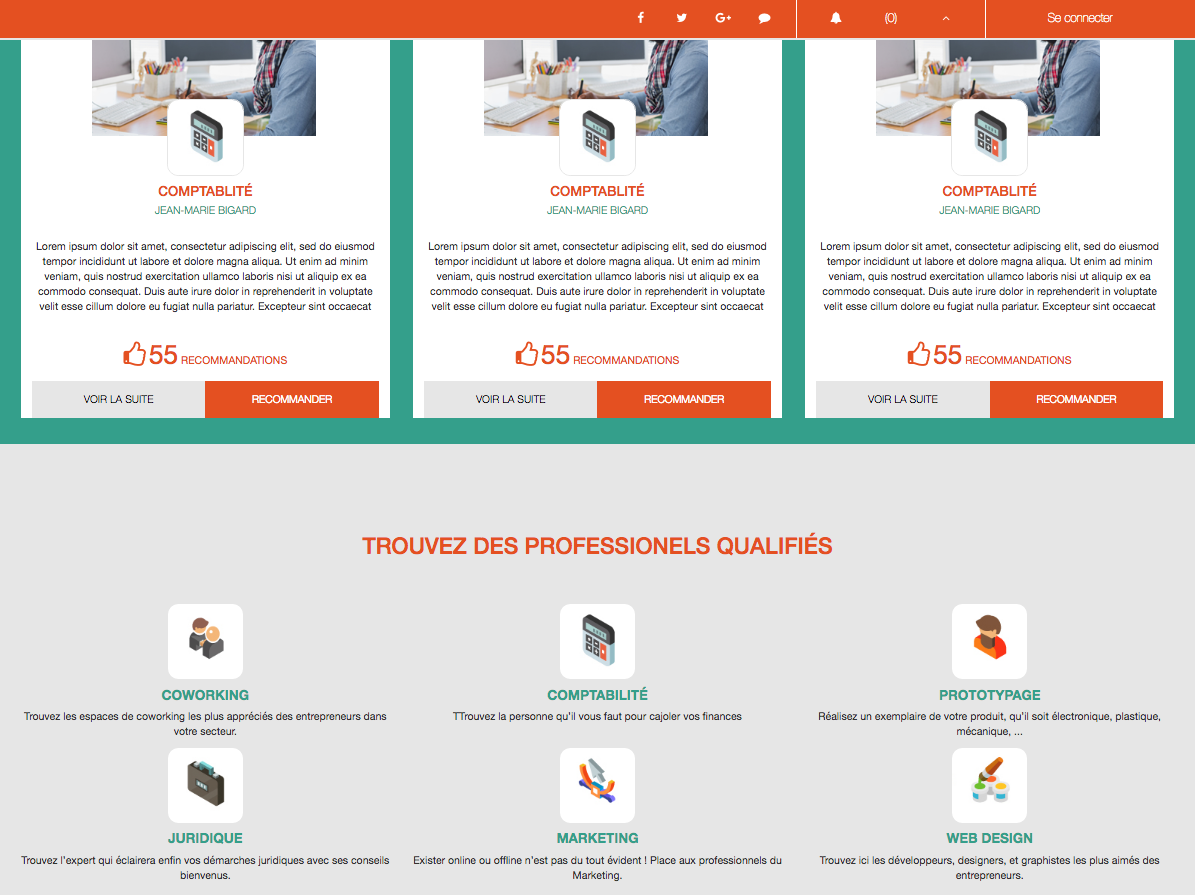 (0)
Se connecter
COMPTABLITÉ
JEAN-MARIE BIGARD
Lorem ipsum dolor sit amet, consectetur adipiscing elit, sed do eiusmod
tempor incididunt ut labore et dolore magna aliqua. Ut enim ad minim
veniam, quis nostrud exercitation ullamco laboris nisi ut aliquip ex ea
commodo consequat. Duis aute irure dolor in reprehenderit in voluptate
velit esse cillum dolore eu fugiat nulla pariatur. Excepteur sint occaecat
55 RECOMMANDATIONS
VOIR LA SUITE
RECOMMANDER
COMPTABLITÉ
JEAN-MARIE BIGARD
Lorem ipsum dolor sit amet, consectetur adipiscing elit, sed do eiusmod
tempor incididunt ut labore et dolore magna aliqua. Ut enim ad minim
veniam, quis nostrud exercitation ullamco laboris nisi ut aliquip ex ea
commodo consequat. Duis aute irure dolor in reprehenderit in voluptate
velit esse cillum dolore eu fugiat nulla pariatur. Excepteur sint occaecat
55 RECOMMANDATIONS
VOIR LA SUITE
RECOMMANDER
COMPTABLITÉ
JEAN-MARIE BIGARD
Lorem ipsum dolor sit amet, consectetur adipiscing elit, sed do eiusmod
tempor incididunt ut labore et dolore magna aliqua. Ut enim ad minim
veniam, quis nostrud exercitation ullamco laboris nisi ut aliquip ex ea
commodo consequat. Duis aute irure dolor in reprehenderit in voluptate
velit esse cillum dolore eu fugiat nulla pariatur. Excepteur sint occaecat
55 RECOMMANDATIONS
VOIR LA SUITE
RECOMMANDER
TROUVEZ DES PROFESSIONELS QUALIFIÉS
COWORKING
Trouvez les espaces de coworking les plus appréciés des entrepreneurs dans
votre secteur.
COMPTABILITÉ
TTrouvez la personne qu'il vous faut pour cajoler vos finances
PROTOTYPAGE
Réalisez un exemplaire de votre produit, qu'il soit électronique, plastique,
mécanique, ...
JURIDIQUE
Trouvez l'expert qui éclairera enfin vos démarches juridiques avec ses conseils
bienvenus.
MARKETING
Exister online ou offline n'est pas du tout évident ! Place aux professionnels du
Marketing.
WEB DESIGN
Trouvez ici les développeurs, designers, et graphistes les plus aimés des
entrepreneurs.